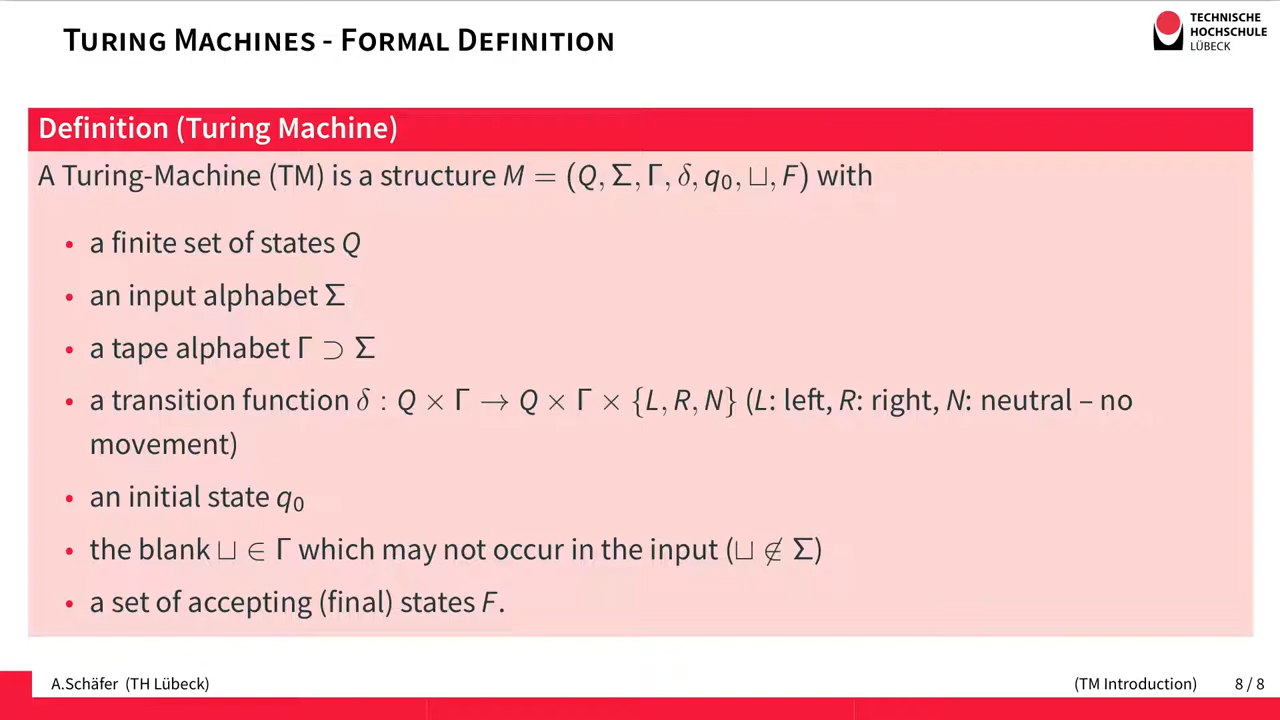 TURING MACHINES - FORMAL DEFINITION
TECHNISCHE
HOCHSCHULE
LÜBECK
Definition (Turing Machine)
A Turing-Machine (TM) is a structure M = (Q, Σ, Γ, δ, q₀, ⊔, F) with
• a finite set of states Q
• an input alphabet Σ
• a tape alphabet Γ ⊃ Σ
• a transition function δ : Q × Γ → Q × Γ × {L, R, N} (L: left, R: right, N: neutral – no
movement)
• an initial state q₀
• the blank ⊔ ∈ Γ which may not occur in the input (⊔ ∉ Σ)
• a set of accepting (final) states F.
A.Schäfer (TH Lübeck)
(TM Introduction) 8 / 8